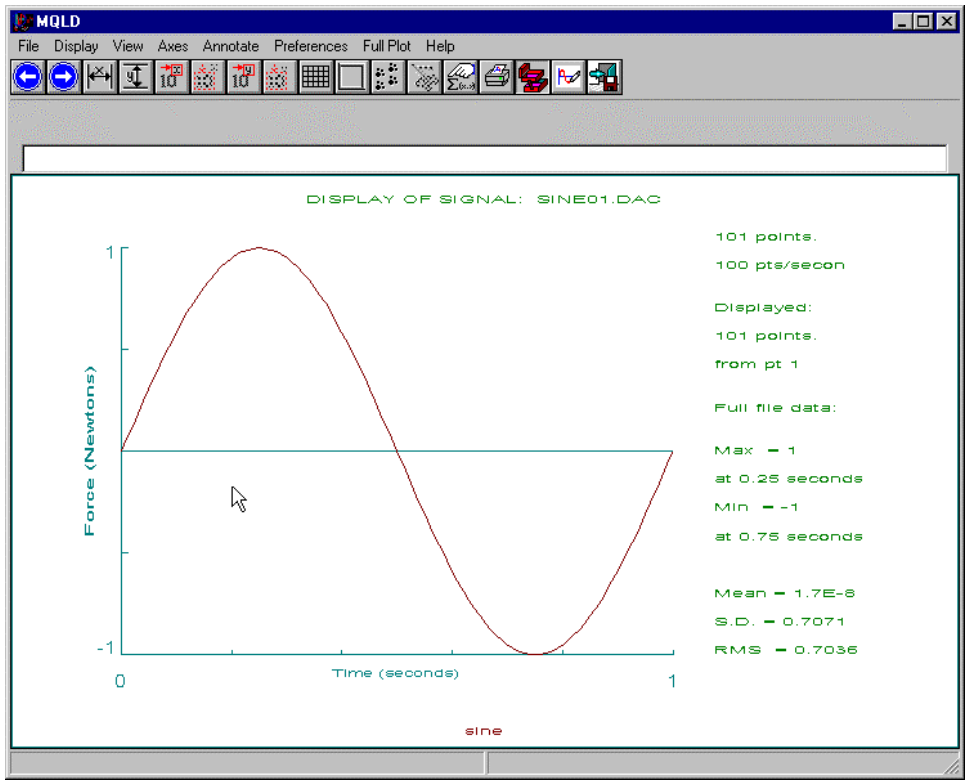 MQLD
File Display View Axes Annotate Preferences Full Plot Help
DISPLAY OF SIGNAL: SINE01.DAC
101 points.
100 pts/secon
Displayed:
101 points.
from pt 1
Full file data:
Max = 1
at 0.25 seconds
Min = -1
at 0.75 seconds
Mean = 1.7E-8
S.D. = 0.7071
RMS = 0.7036
1
Force (Newtons)
-1
0
Time (seconds)
1
sine